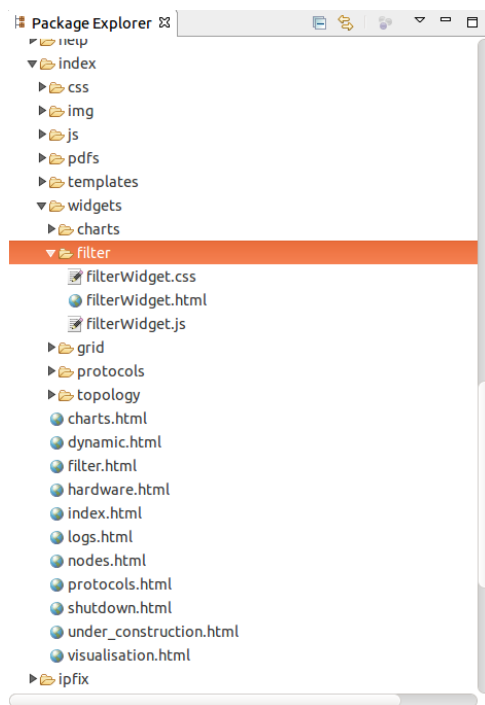 Package Explorer
help
index
css
img
js
pdfs
templates
widgets
charts
filter
filterWidget.css
filterWidget.html
filterWidget.js
grid
protocols
topology
charts.html
dynamic.html
filter.html
hardware.html
index.html
logs.html
nodes.html
protocols.html
shutdown.html
under_construction.html
visualisation.html
ipfix